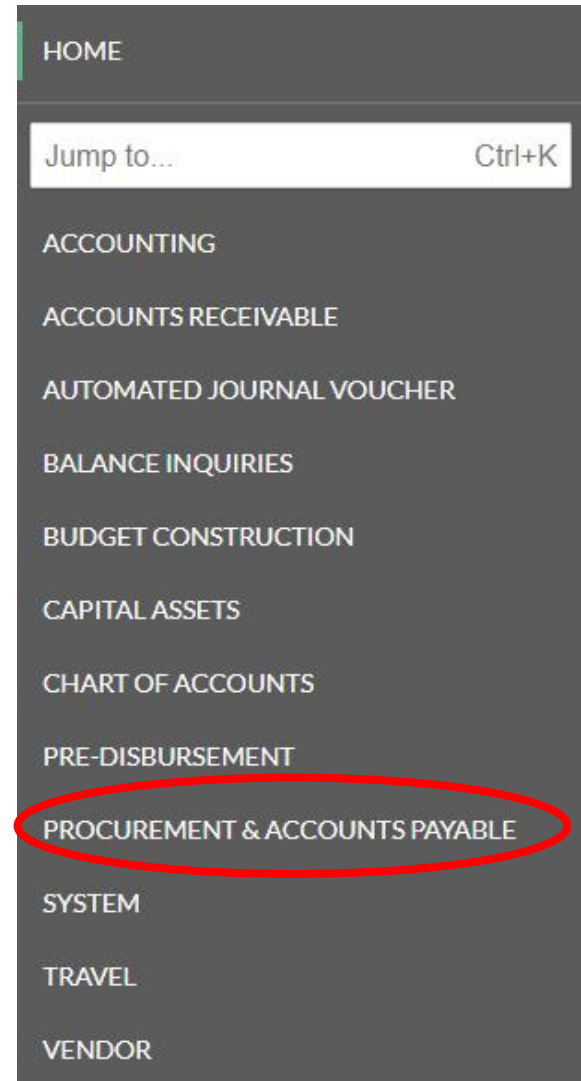 HOME
Jump to... Ctrl+K
ACCOUNTING
ACCOUNTS RECEIVABLE
AUTOMATED JOURNAL VOUCHER
BALANCE INQUIRIES
BUDGET CONSTRUCTION
CAPITAL ASSETS
CHART OF ACCOUNTS
PRE-DISBURSEMENT
PROCUREMENT & ACCOUNTS PAYABLE
SYSTEM
TRAVEL
VENDOR